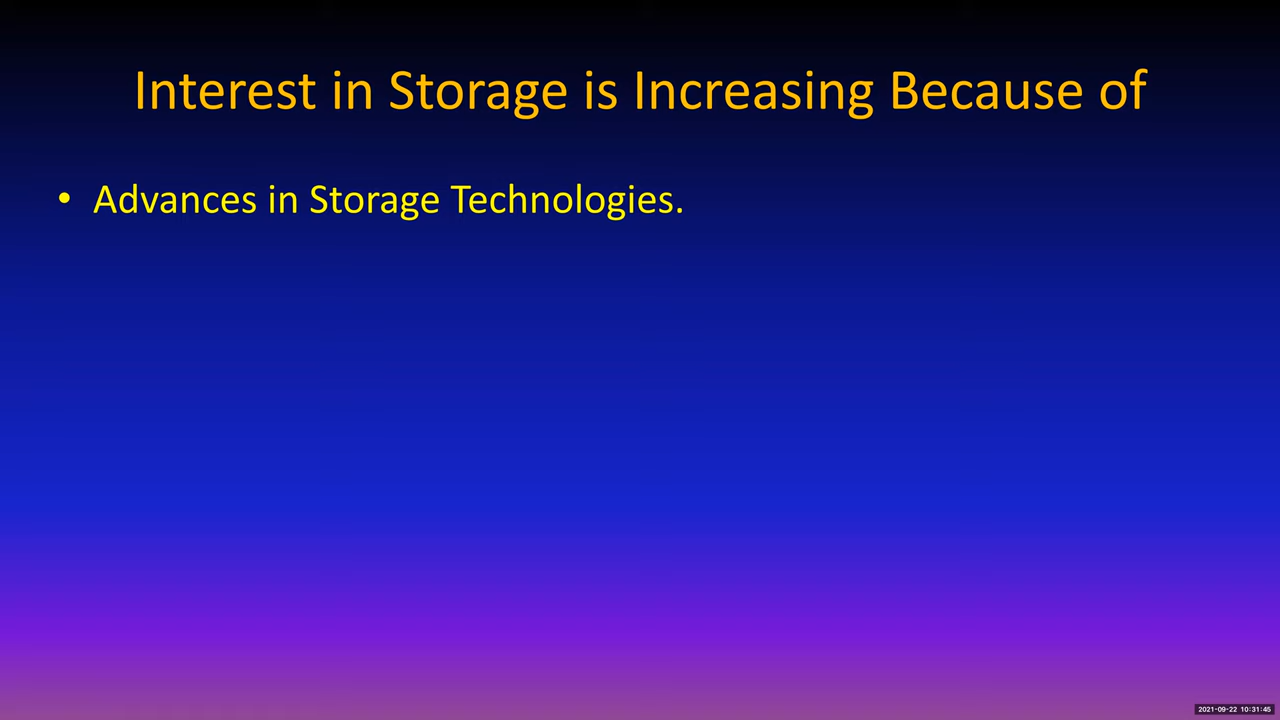 Interest in Storage is Increasing Because of
• Advances in Storage Technologies.
2021-09-22 10:31:45